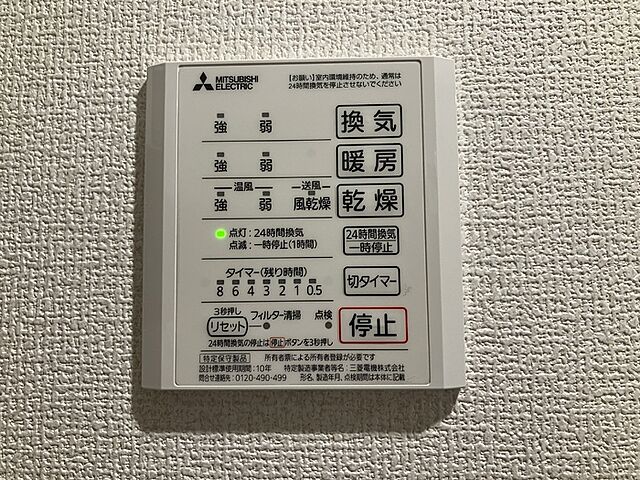 MITSUBISHI
ELECTRIC
【お願い】室内環境維持のため、通常は
24時間換気を停止させないでください
強 弱 換気
強 弱 暖房
温風 送風
強 弱 風乾燥 乾燥
点灯:24時間換気
点滅:一時停止(1時間)
24時間換気
一時停止
タイマー(残り時間)
8 6 4 3 2 1 0.5
切タイマー
3秒押し
リセット フィルター清掃 点検
停止
24時間換気の停止は停止ボタンを3秒押し
特定保守製品 所有者票による所有者登録が必要です
設計標準使用期間:10年 特定製造事業者等名:三菱電機株式会社
問合せ連絡先:0120-490-499 形名、製造年月、点検期間は本体に記載